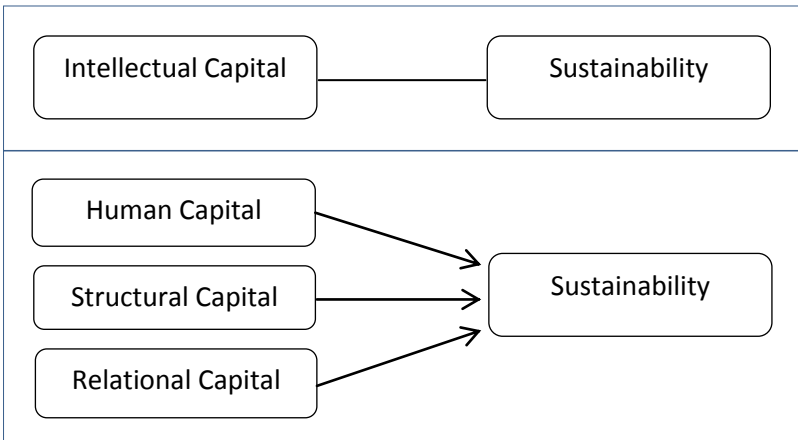 Intellectual Capital
Sustainability
Human Capital
Structural Capital
Relational Capital
Sustainability